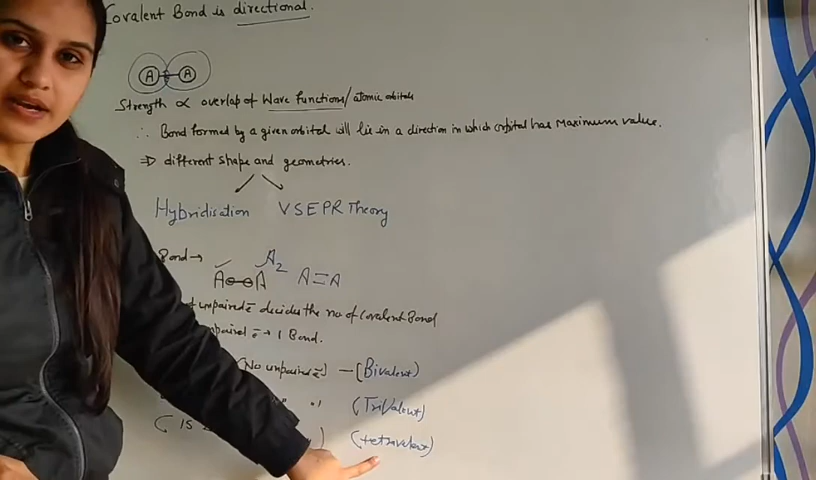 Covalent Bond is directional.
A A
Strength ∝ overlap of Wave functions/atomic orbitals
∴ Bond formed by a given orbital will lie in a direction in which orbital has maximum value.
⇒ different shape and geometries.
Hybridisation VSEPR Theory
Bond →
A A A2 A=A
unpaired ē decides the no of covalent Bond
unpaired ē → 1 Bond.
(No unpaired ē) — (Bivalent)
(TriValent)
(tetravalent)